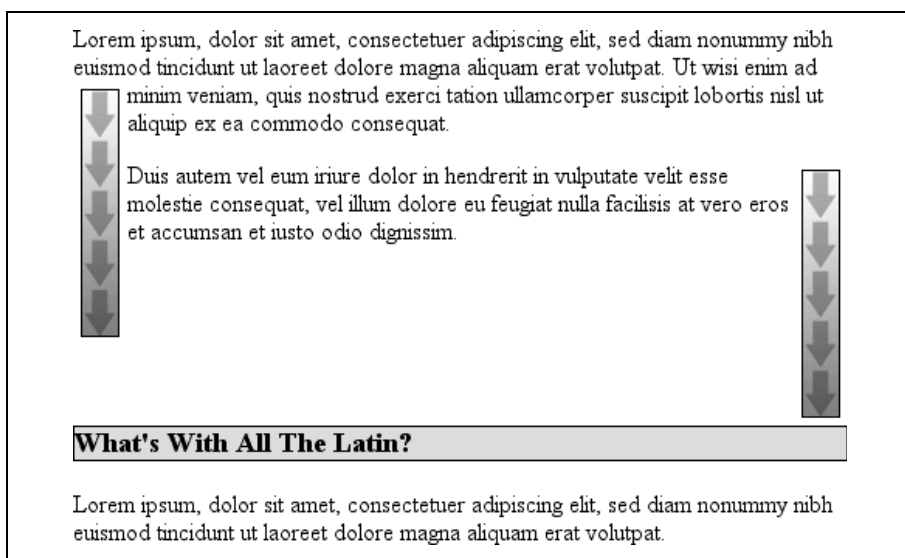 Lorem ipsum, dolor sit amet, consectetuer adipiscing elit, sed diam nonummy nibh
euismod tincidunt ut laoreet dolore magna aliquam erat volutpat. Ut wisi enim ad
minim veniam, quis nostrud exerci tation ullamcorper suscipit lobortis nisl ut
aliquip ex ea commodo consequat.
Duis autem vel eum iriure dolor in hendrerit in vulputate velit esse
molestie consequat, vel illum dolore eu feugiat nulla facilisis at vero eros
et accumsan et iusto odio dignissim.
What's With All The Latin?
Lorem ipsum, dolor sit amet, consectetuer adipiscing elit, sed diam nonummy nibh
euismod tincidunt ut laoreet dolore magna aliquam erat volutpat.